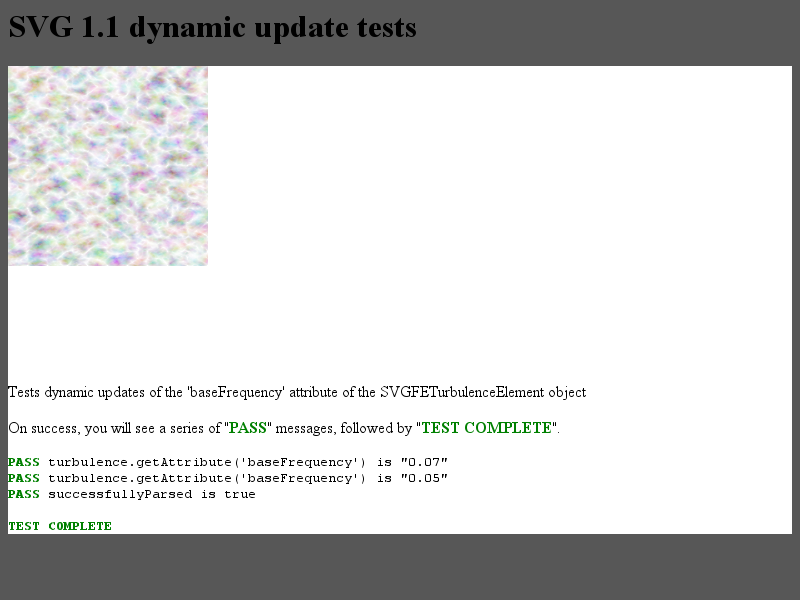 SVG 1.1 dynamic update tests
Tests dynamic updates of the 'baseFrequency' attribute of the SVGFETurbulenceElement object
On success, you will see a series of "PASS" messages, followed by "TEST COMPLETE".
PASS turbulence.getAttribute('baseFrequency') is "0.07"
PASS turbulence.getAttribute('baseFrequency') is "0.05"
PASS successfullyParsed is true
TEST COMPLETE